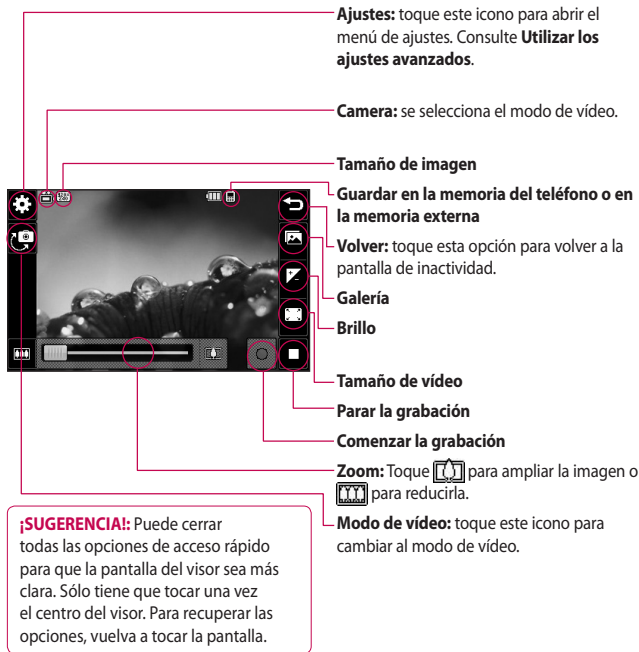 Ajustes: toque este icono para abrir el
menú de ajustes. Consulte Utilizar los
ajustes avanzados.
Camera: se selecciona el modo de vídeo.
Tamaño de imagen
Guardar en la memoria del teléfono o en
la memoria externa
Volver: toque esta opción para volver a la
pantalla de inactividad.
Galería
Brillo
Tamaño de vídeo
Parar la grabación
Comenzar la grabación
Zoom: Toque para ampliar la imagen o
para reducirla.
Modo de vídeo: toque este icono para
cambiar al modo de vídeo.
¡SUGERENCIA!: Puede cerrar
todas las opciones de acceso rápido
para que la pantalla del visor sea más
clara. Sólo tiene que tocar una vez
el centro del visor. Para recuperar las
opciones, vuelva a tocar la pantalla.